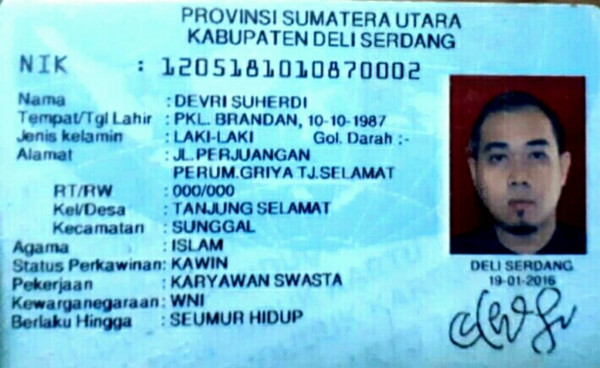 PROVINSI SUMATERA UTARA
KABUPATEN DELI SERDANG
NIK : 1205181010870002
Nama : DEVRI SUHERDI
Tempat/Tgl Lahir : PKL. BRANDAN, 10-10-1987
Jenis kelamin : LAKI-LAKI Gol. Darah :-
Alamat : JL.PERJUANGAN
PERUM.GRIYA TJ.SELAMAT
RT/RW : 000/000
Kel/Desa : TANJUNG SELAMAT
Kecamatan : SUNGGAL
Agama : ISLAM
Status Perkawinan: KAWIN
Pekerjaan : KARYAWAN SWASTA
Kewarganegaraan: WNI
Berlaku Hingga : SEUMUR HIDUP
DELI SERDANG
19-01-2016